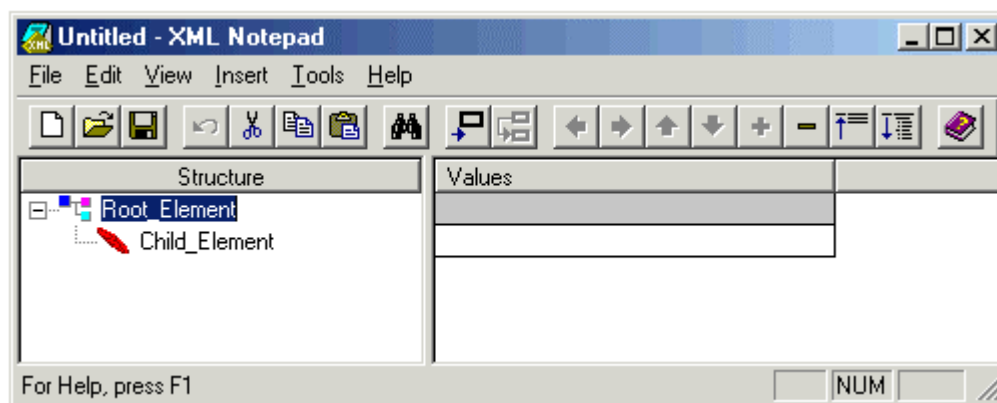 Untitled - XML Notepad
File Edit View Insert Tools Help
Structure Values
Root_Element
Child_Element
For Help, press F1 NUM